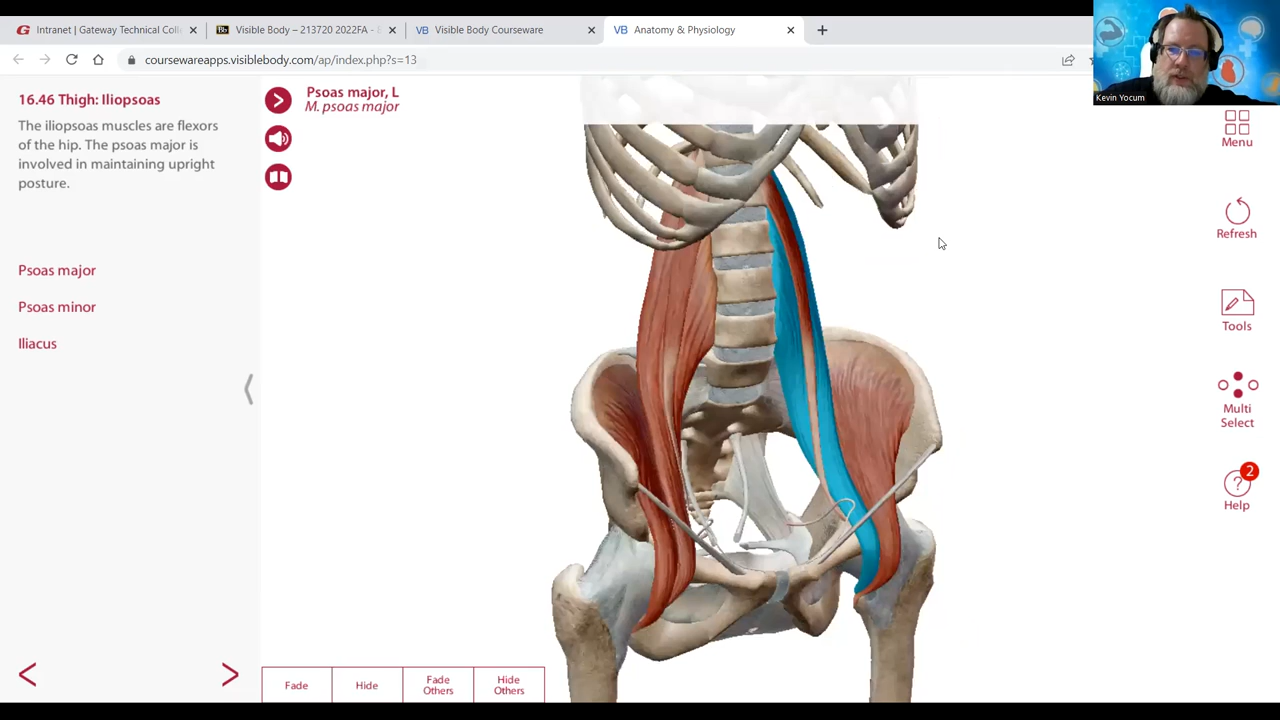 Intranet | Gateway Technical Coll
Visible Body – 213720 2022FA - E
Visible Body Courseware
Anatomy & Physiology
coursewareapps.visiblebody.com/ap/index.php?s=13
Kevin Yocum
16.46 Thigh: Iliopsoas
The iliopsoas muscles are flexors
of the hip. The psoas major is
involved in maintaining upright
posture.
Psoas major
Psoas minor
Iliacus
Psoas major, L
M. psoas major
Menu
Refresh
Tools
Multi
Select
2
Help
Fade
Hide
Fade
Others
Hide
Others